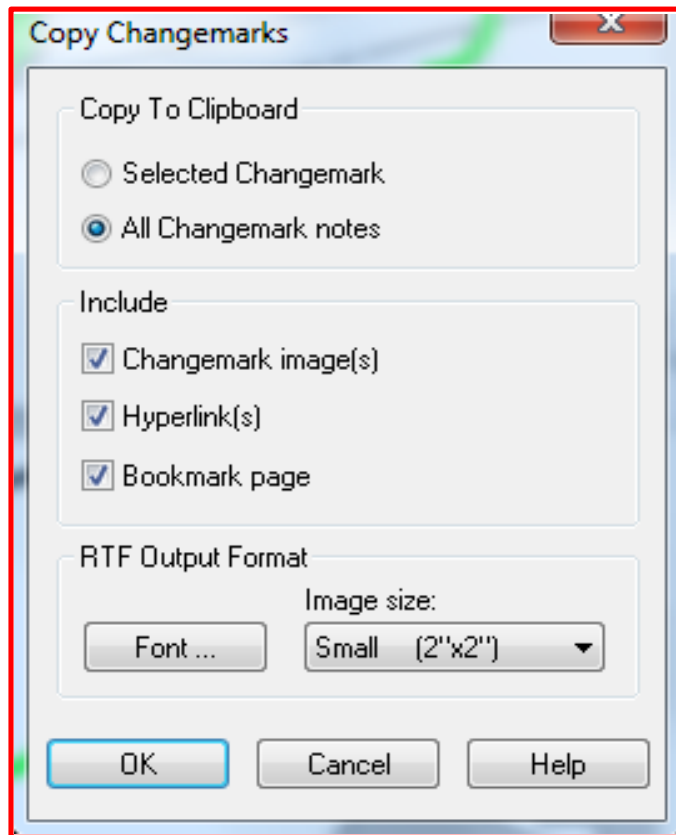 Copy Changemarks
Copy To Clipboard
Selected Changemark
All Changemark notes
Include
Changemark image(s)
Hyperlink(s)
Bookmark page
RTF Output Format
Image size:
Font ...
Small (2"x2")
OK
Cancel
Help